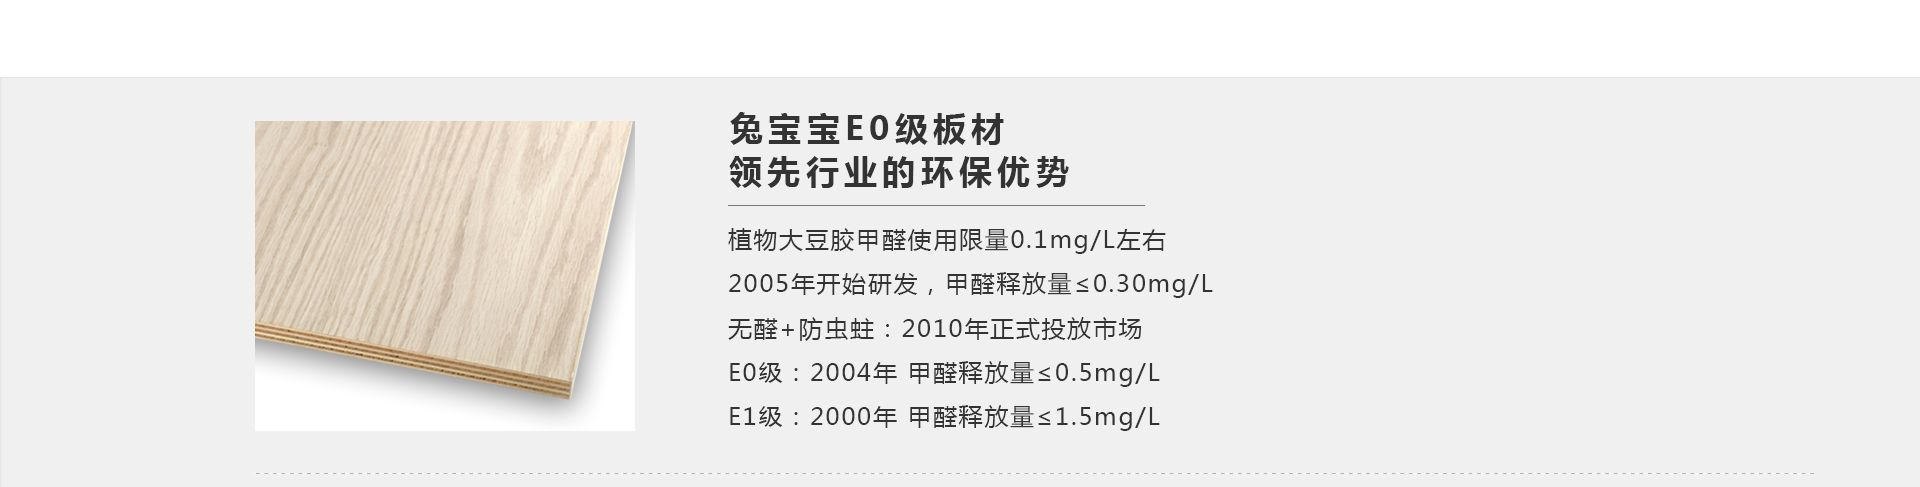 兔宝宝E0级板材
领先行业的环保优势
植物大豆胶甲醛使用限量0.1mg/L左右
2005年开始研发，甲醛释放量≤0.30mg/L
无醛+防虫蛀：2010年正式投放市场
E0级：2004年 甲醛释放量≤0.5mg/L
E1级：2000年 甲醛释放量≤1.5mg/L